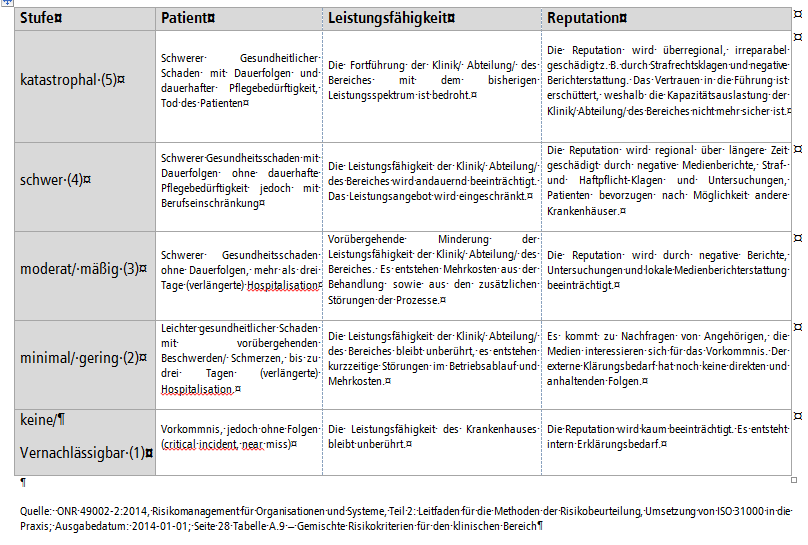 Stufe Patient Leistungsfähigkeit Reputation
katastrophal (5)
Schwerer Gesundheitlicher
Schaden mit Dauerfolgen und
dauerhafter Pflegebedürftigkeit,
Tod des Patienten
Die Fortführung der Klinik/ Abteilung/ des
Bereiches mit dem bisherigen
Leistungsspektrum ist bedroht.
Die Reputation wird überregional, irreparabel
geschädigt z. B. durch Strafrechtsklagen und negative
Berichterstattung. Das Vertrauen in die Führung ist
erschüttert, weshalb die Kapazitätsauslastung der
Klinik/ Abteilung/ des Bereiches nicht mehr sicher ist.
schwer (4)
Schwerer Gesundheitsschaden mit
Dauerfolgen ohne dauerhafte
Pflegebedürftigkeit jedoch mit
Berufseinschränkung
Die Leistungsfähigkeit der Klinik/ Abteilung/
des Bereiches wird andauernd beeinträchtigt.
Das Leistungsangebot wird eingeschränkt.
Die Reputation wird regional über längere Zeit
geschädigt durch negative Medienberichte, Straf-
und Haftpflicht-Klagen und Untersuchungen,
Patienten bevorzugen nach Möglichkeit andere
Krankenhäuser.
moderat/ mäßig (3)
Schwerer Gesundheitsschaden
ohne Dauerfolgen, mehr als drei
Tage (verlängerte) Hospitalisation
Vorübergehende Minderung der
Leistungsfähigkeit der Klinik/ Abteilung/ des
Bereiches. Es entstehen Mehrkosten aus der
Behandlung sowie aus den zusätzlichen
Störungen der Prozesse.
Die Reputation wird durch negative Berichte,
Untersuchungen und lokale Medienberichterstattung
beeinträchtigt.
minimal/ gering (2)
Leichter gesundheitlicher Schaden
mit vorübergehenden
Beschwerden/ Schmerzen, bis zu
drei Tagen (verlängerte)
Hospitalisation.
Die Leistungsfähigkeit der Klinik/ Abteilung/
des Bereiches bleibt unberührt, es entstehen
kurzzeitige Störungen im Betriebsablauf und
Mehrkosten.
Es kommt zu Nachfragen von Angehörigen, die
Medien interessieren sich für das Vorkommnis. Der
externe Klärungsbedarf hat noch keine direkten und
anhaltenden Folgen.
keine/
Vernachlässigbar (1)
Vorkommnis, jedoch ohne Folgen
(critical incident, near miss)
Die Leistungsfähigkeit des Krankenhauses
bleibt unberührt.
Die Reputation wird kaum beeinträchtigt. Es entsteht
intern Erklärungsbedarf.
Quelle: ONR 49002-2:2014, Risikomanagement für Organisationen und Systeme, Teil 2: Leitfaden für die Methoden der Risikobeurteilung, Umsetzung von ISO 31000 in die
Praxis; Ausgabedatum: 2014-01-01; Seite 28 Tabelle A.9 – Gemischte Risikokriterien für den klinischen Bereich